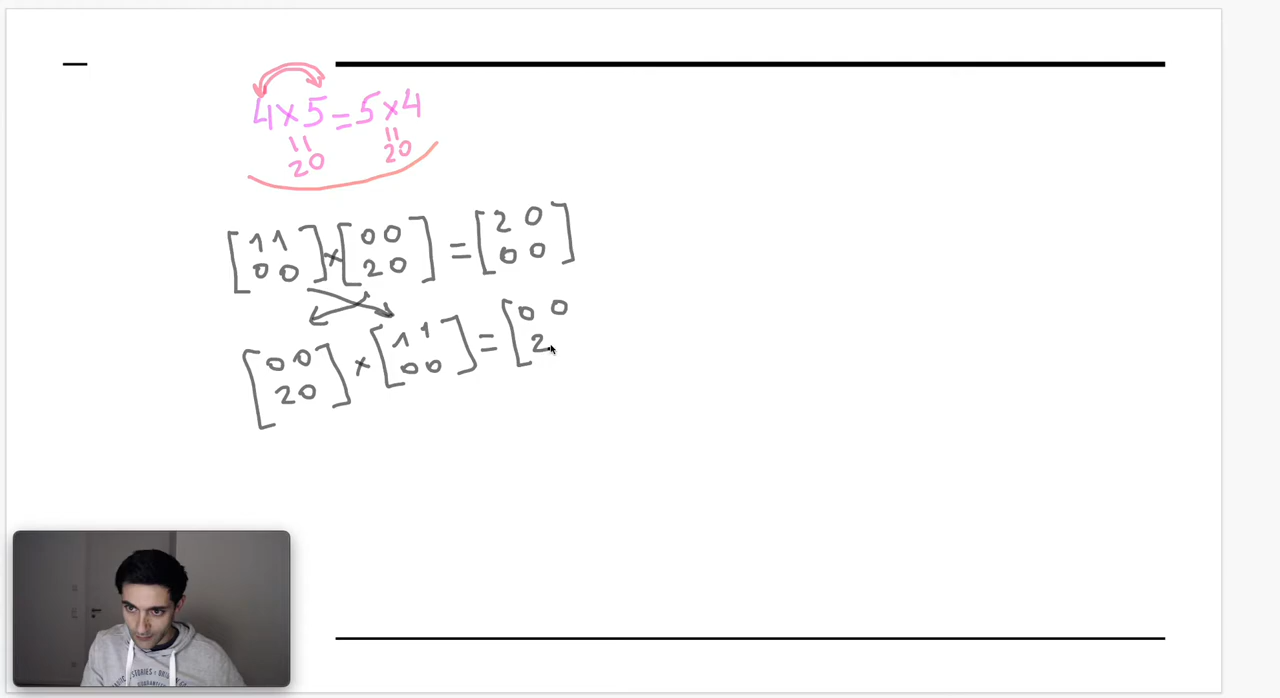 4×5=5×4
= =
20 20
[1 1 ; 0 0] × [0 0 ; 2 0] = [2 0 ; 0 0]
[0 0 ; 2 0] × [1 1 ; 0 0] = [0 0 ; 2